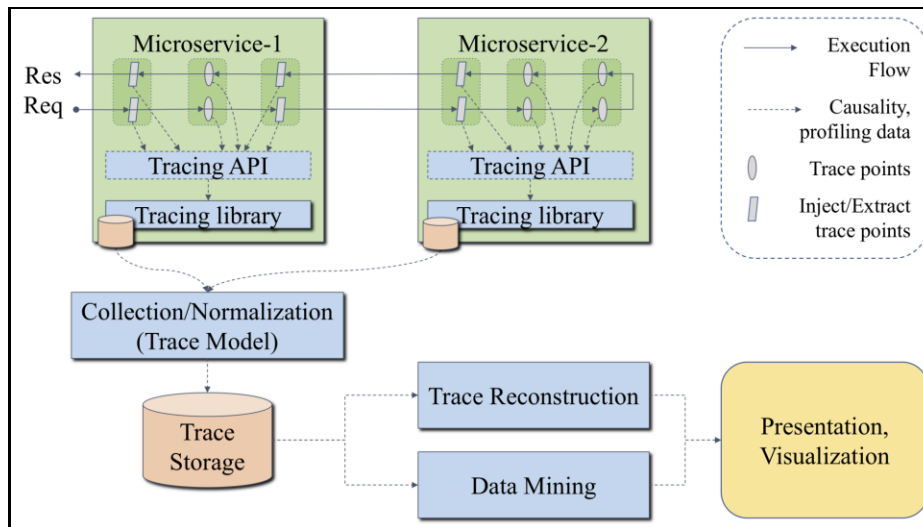 Microservice-1
Microservice-2
Res
Req
Tracing API
Tracing API
Tracing library
Tracing library
Execution
Flow
Causality,
profiling data
Trace points
Inject/Extract
trace points
Collection/Normalization
(Trace Model)
Trace
Storage
Trace Reconstruction
Data Mining
Presentation,
Visualization